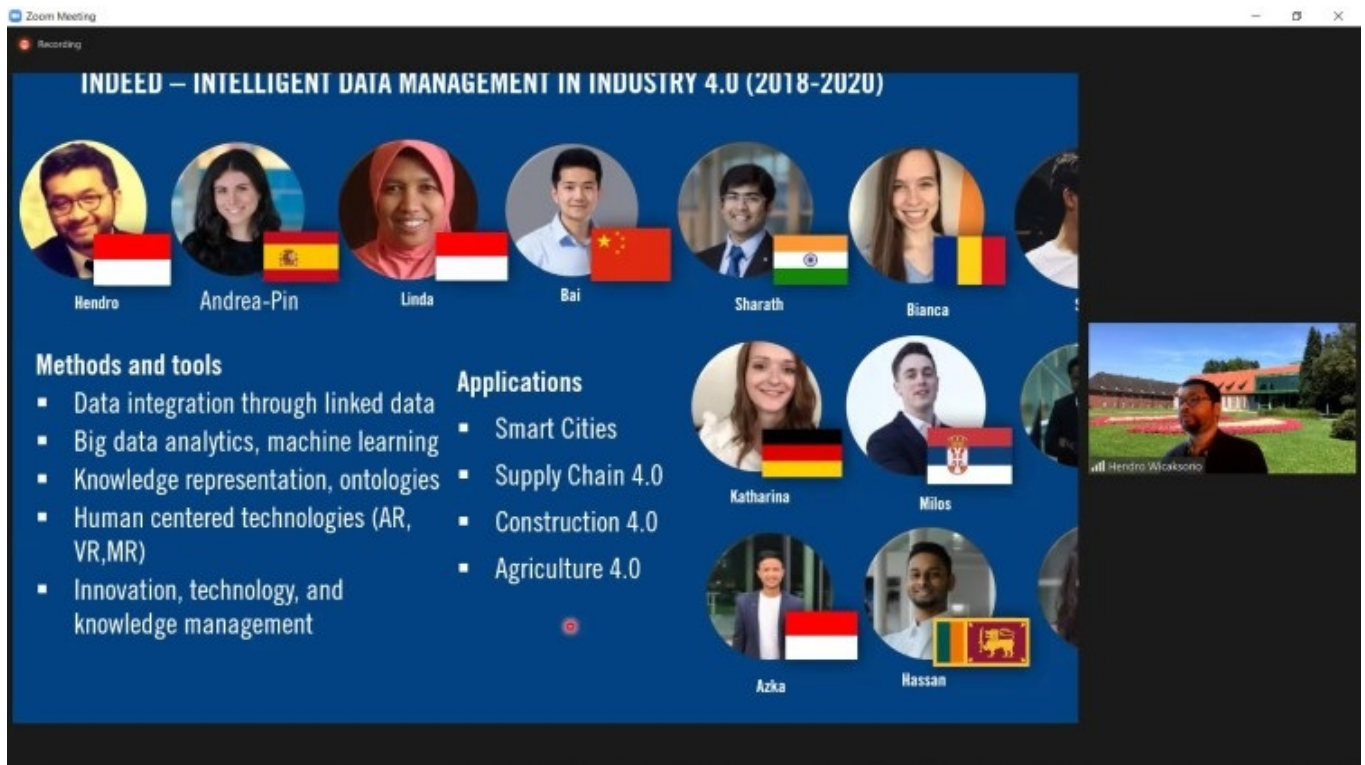 Zoom Meeting
Recording
INDEED – INTELLIGENT DATA MANAGEMENT IN INDUSTRY 4.0 (2018-2020)
Hendro
Andrea-Pin
Linda
Bai
Sharath
Bianca
Methods and tools
▪ Data integration through linked data
▪ Big data analytics, machine learning
▪ Knowledge representation, ontologies
▪ Human centered technologies (AR,
VR,MR)
▪ Innovation, technology, and
knowledge management
Applications
▪ Smart Cities
▪ Supply Chain 4.0
▪ Construction 4.0
▪ Agriculture 4.0
Katharina
Milos
Azka
Hassan
Hendro Wicaksono